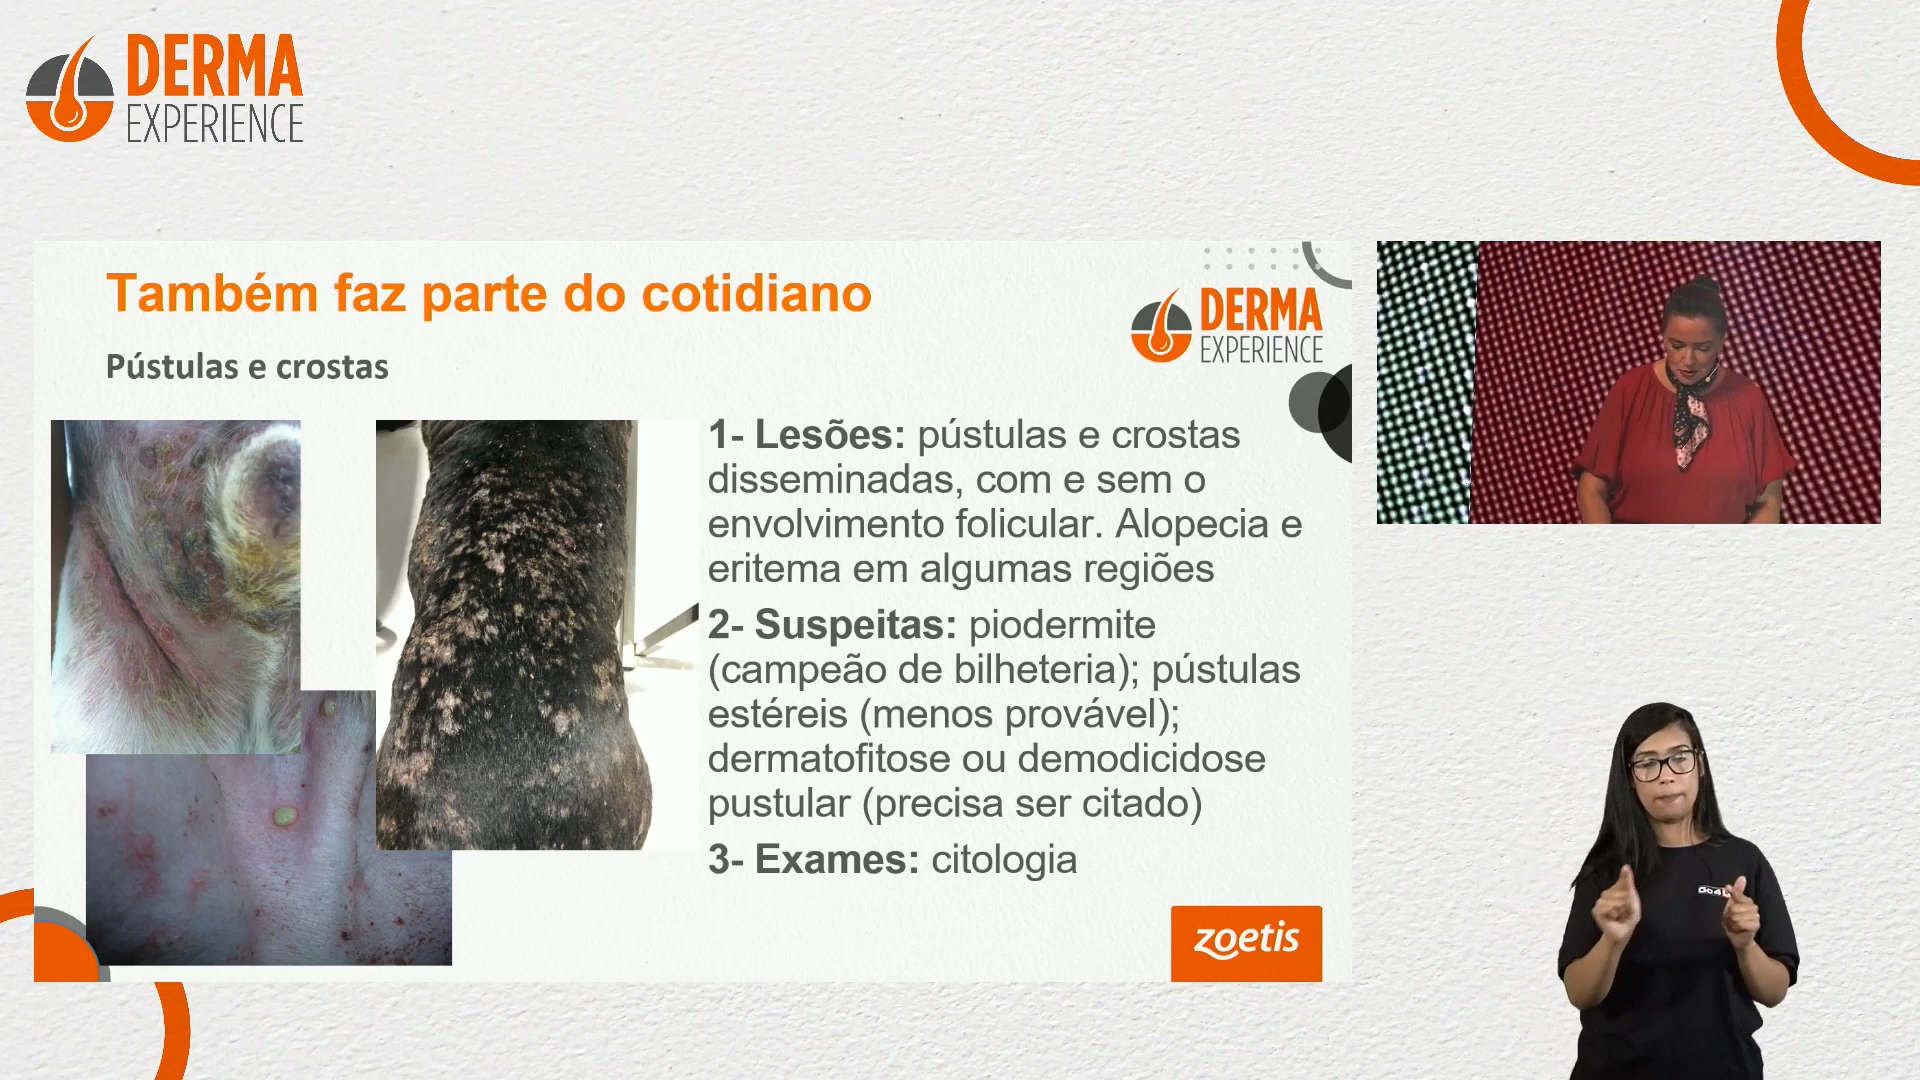 DERMA
EXPERIENCE
Também faz parte do cotidiano
DERMA
EXPERIENCE
Pústulas e crostas
1- Lesões: pústulas e crostas
disseminadas, com e sem o
envolvimento folicular. Alopecia e
eritema em algumas regiões
2- Suspeitas: piodermite
(campeão de bilheteria); pústulas
estéreis (menos provável);
dermatofitose ou demodicidose
pustular (precisa ser citado)
3- Exames: citologia
zoetis